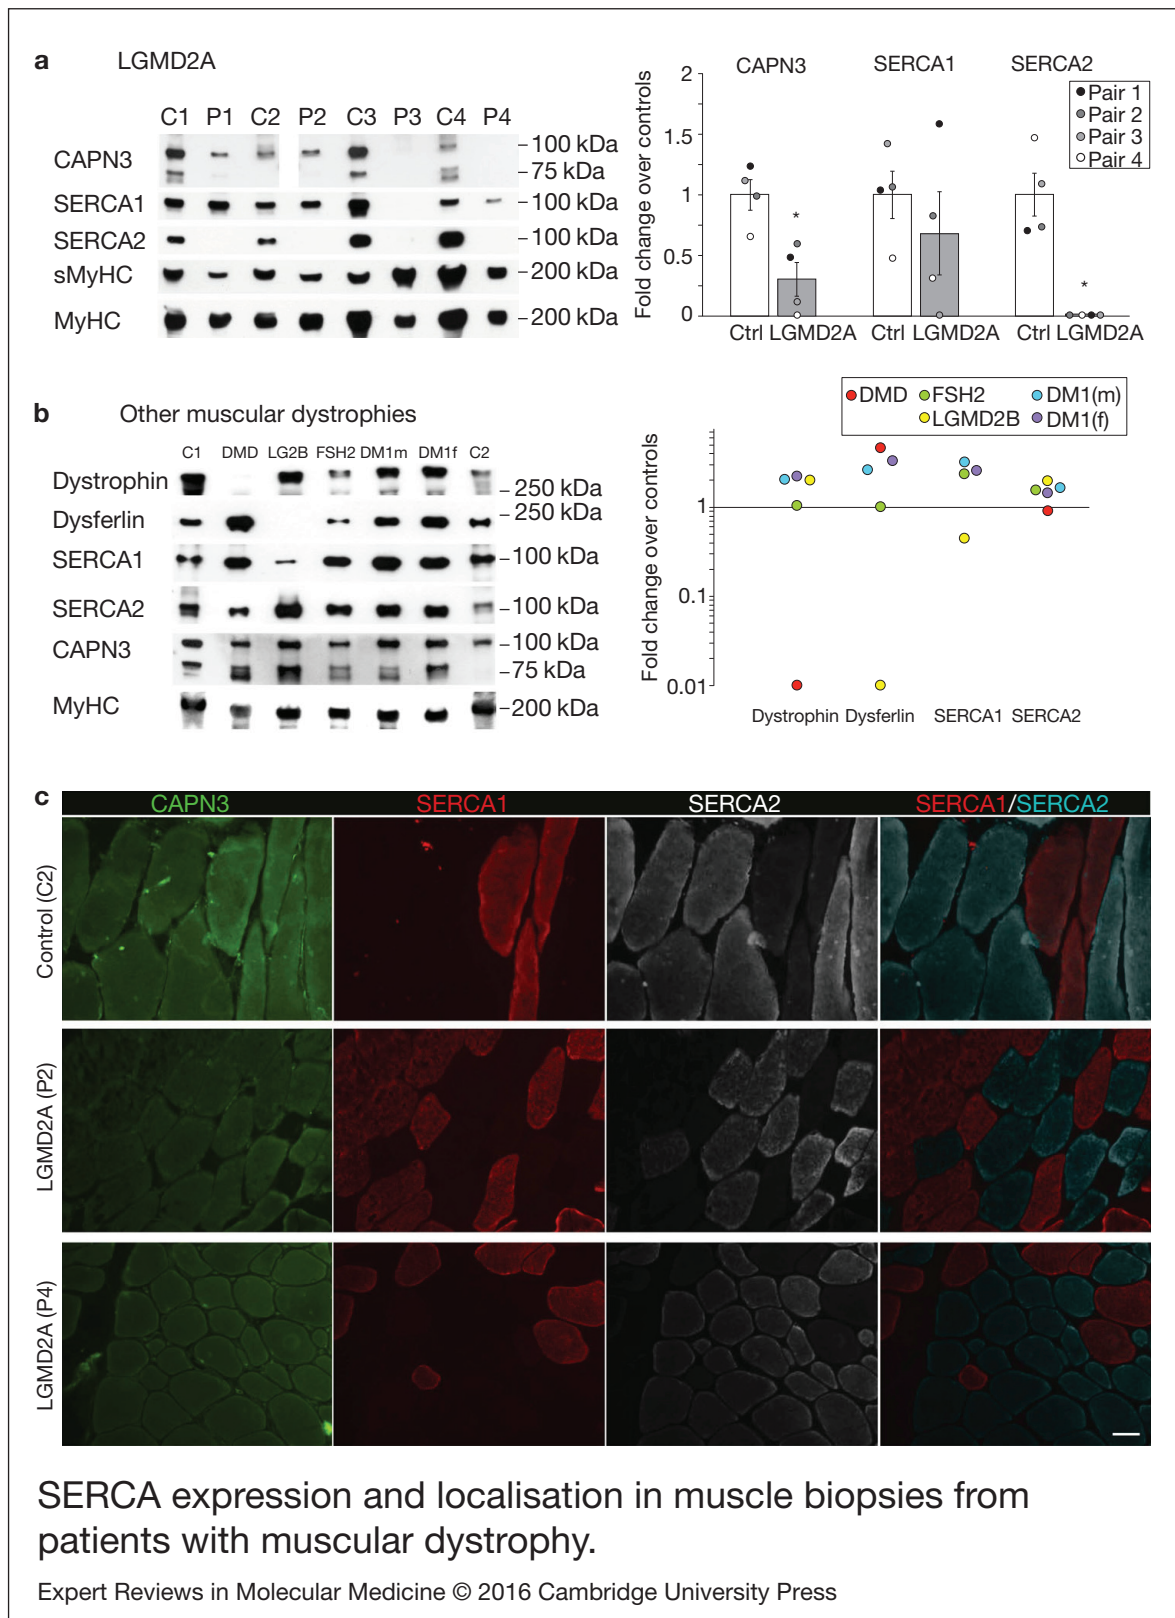 a LGMD2A
C1 P1 C2 P2 C3 P3 C4 P4
CAPN3
100 kDa
75 kDa
SERCA1
100 kDa
SERCA2
100 kDa
sMyHC
200 kDa
MyHC
200 kDa
Fold change over controls
2
1.5
1
0.5
0
CAPN3 SERCA1 SERCA2
Pair 1
Pair 2
Pair 3
Pair 4
*
*
Ctrl LGMD2A Ctrl LGMD2A Ctrl LGMD2A
b Other muscular dystrophies
C1 DMD LG2B FSH2 DM1m DM1f C2
Dystrophin
250 kDa
Dysferlin
250 kDa
SERCA1
100 kDa
SERCA2
100 kDa
CAPN3
100 kDa
75 kDa
MyHC
200 kDa
DMD FSH2 DM1(m)
LGMD2B DM1(f)
Fold change over controls
1
0.1
0.01
Dystrophin Dysferlin SERCA1 SERCA2
c CAPN3 SERCA1 SERCA2 SERCA1/SERCA2
Control (C2)
LGMD2A (P2)
LGMD2A (P4)
SERCA expression and localisation in muscle biopsies from
patients with muscular dystrophy.
Expert Reviews in Molecular Medicine © 2016 Cambridge University Press